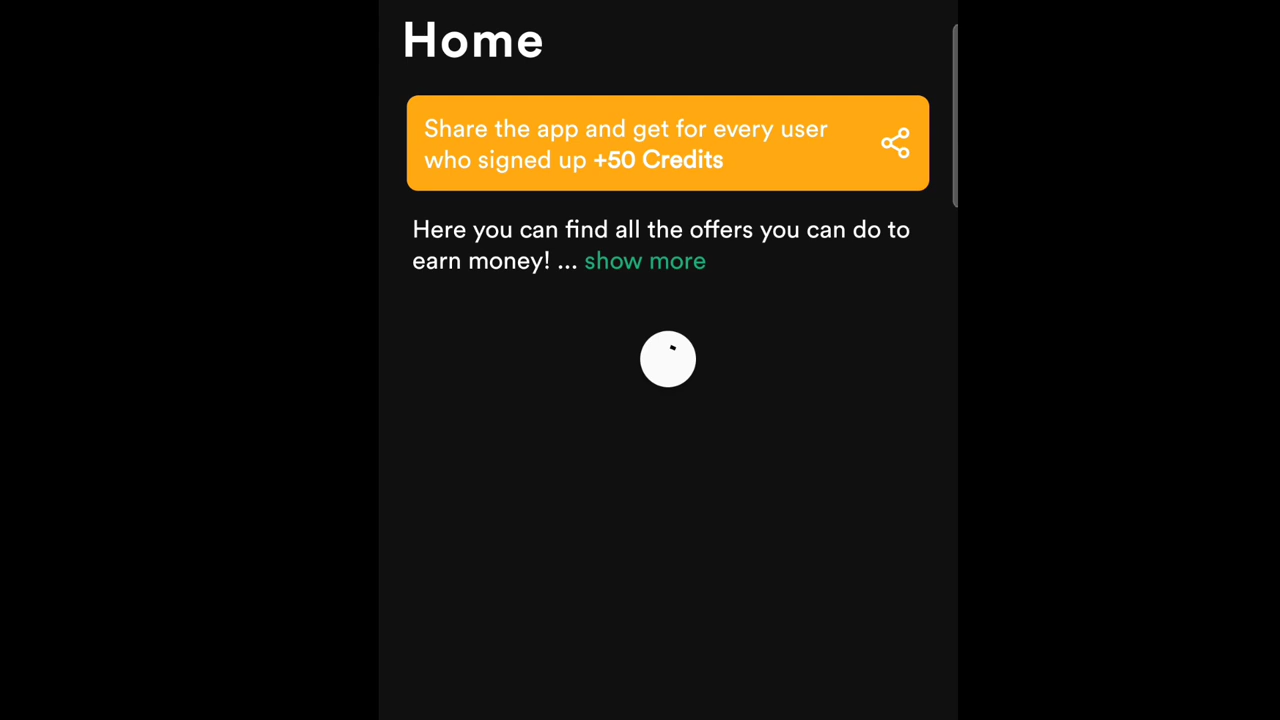 Home
Share the app and get for every user
who signed up +50 Credits
Here you can find all the offers you can do to
earn money! ... show more